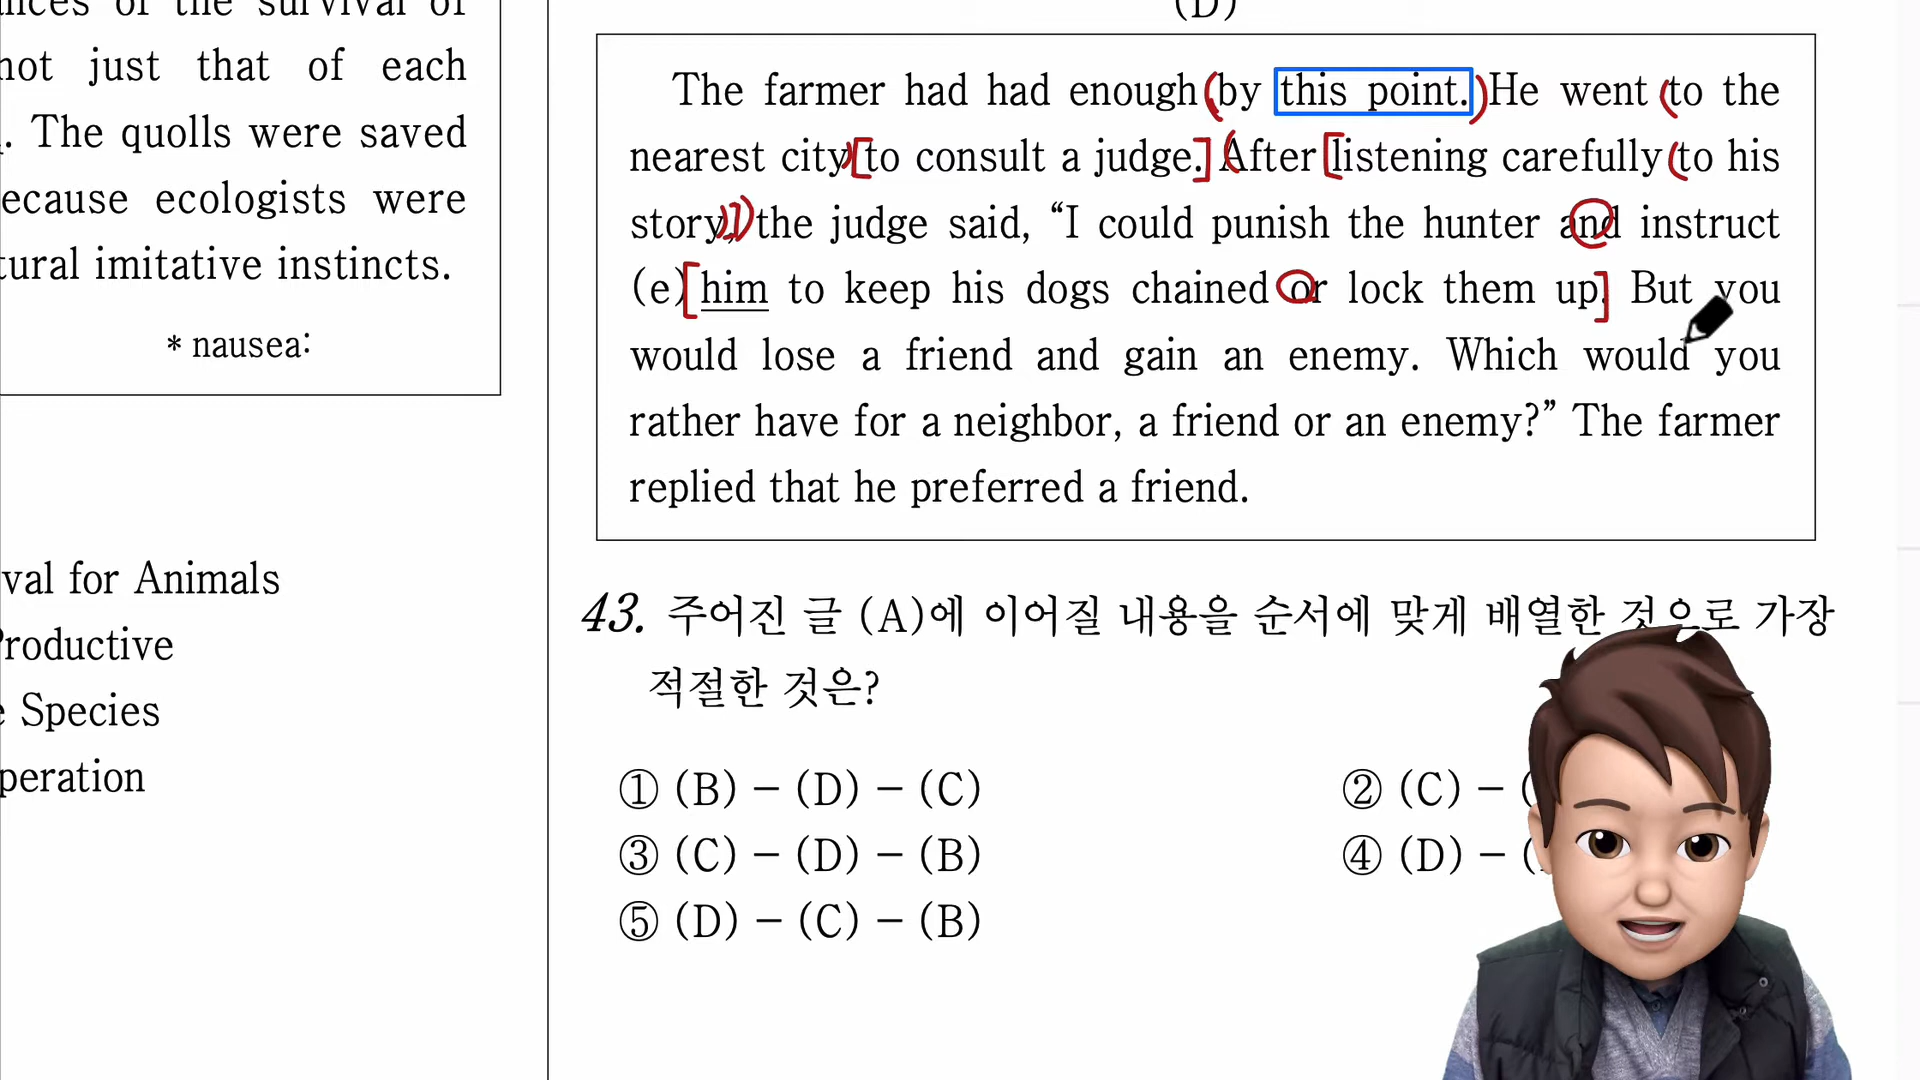 nces of the survival of
not just that of each
. The quolls were saved
ecause ecologists were
tural imitative instincts.
* nausea:
val for Animals
Productive
e Species
peration
(D)
The farmer had had enough by this point. He went to the
nearest city to consult a judge. After listening carefully to his
story, the judge said, “I could punish the hunter and instruct
(e) him to keep his dogs chained or lock them up. But you
would lose a friend and gain an enemy. Which would you
rather have for a neighbor, a friend or an enemy?” The farmer
replied that he preferred a friend.
43. 주어진 글 (A)에 이어질 내용을 순서에 맞게 배열한 것으로 가장
적절한 것은?
① (B) － (D) － (C)
② (C) － (
③ (C) － (D) － (B)
④ (D) － (
⑤ (D) － (C) － (B)